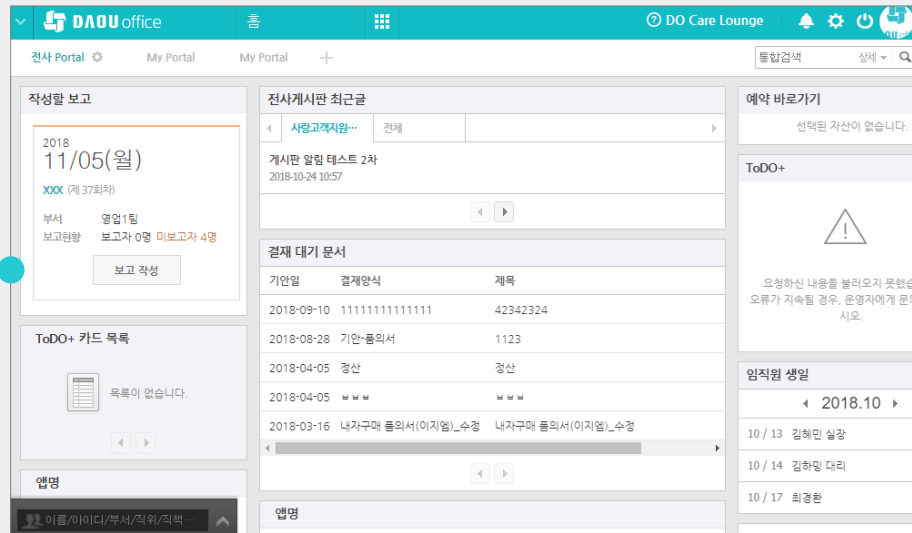 DAOU office
홈
DO Care Lounge
전사 Portal
My Portal
My Portal
통합검색
상세
작성할 보고
2018
11/05(월)
XXX (제 37회차)
부서 영업1팀
보고현황 보고자 0명 미보고자 4명
보고 작성
ToDO+ 카드 목록
목록이 없습니다.
앱명
이름/아이디/부서/직위/직책…
전사게시판 최근글
사랑고객지원… 전체
게시판 알림 테스트 2차
2018-10-24 10:57
결재 대기 문서
기안일 결재양식 제목
2018-09-10 11111111111111 42342324
2018-08-28 기안-품의서 1123
2018-04-05 정산 정산
2018-04-05 ㅂㅂㅂ ㅂㅂㅂ
2018-03-16 내자구매 품의서(이지엠)_수정 내자구매 품의서(이지엠)_수정
앱명
예약 바로가기
선택된 자산이 없습니다.
ToDO+
요청하신 내용을 불러오지 못했습
오류가 지속될 경우, 운영자에게 문의
시오.
임직원 생일
2018.10
10 / 13 김혜민 실장
10 / 14 김하밍 대리
10 / 17 최경환